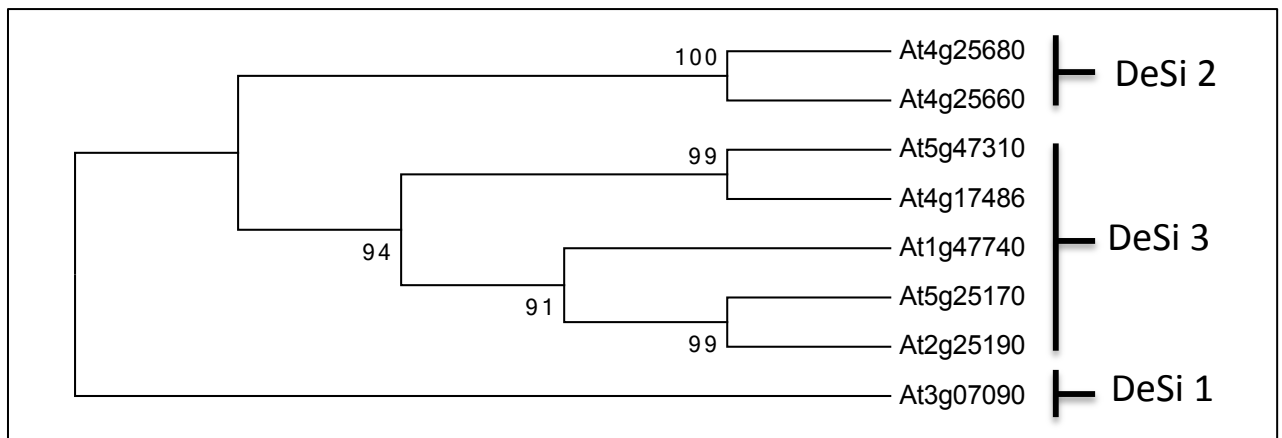 100
At4g25680
At4g25660
DeSi 2
99
At5g47310
At4g17486
94
At1g47740
DeSi 3
91
At5g25170
99
At2g25190
At3g07090
DeSi 1